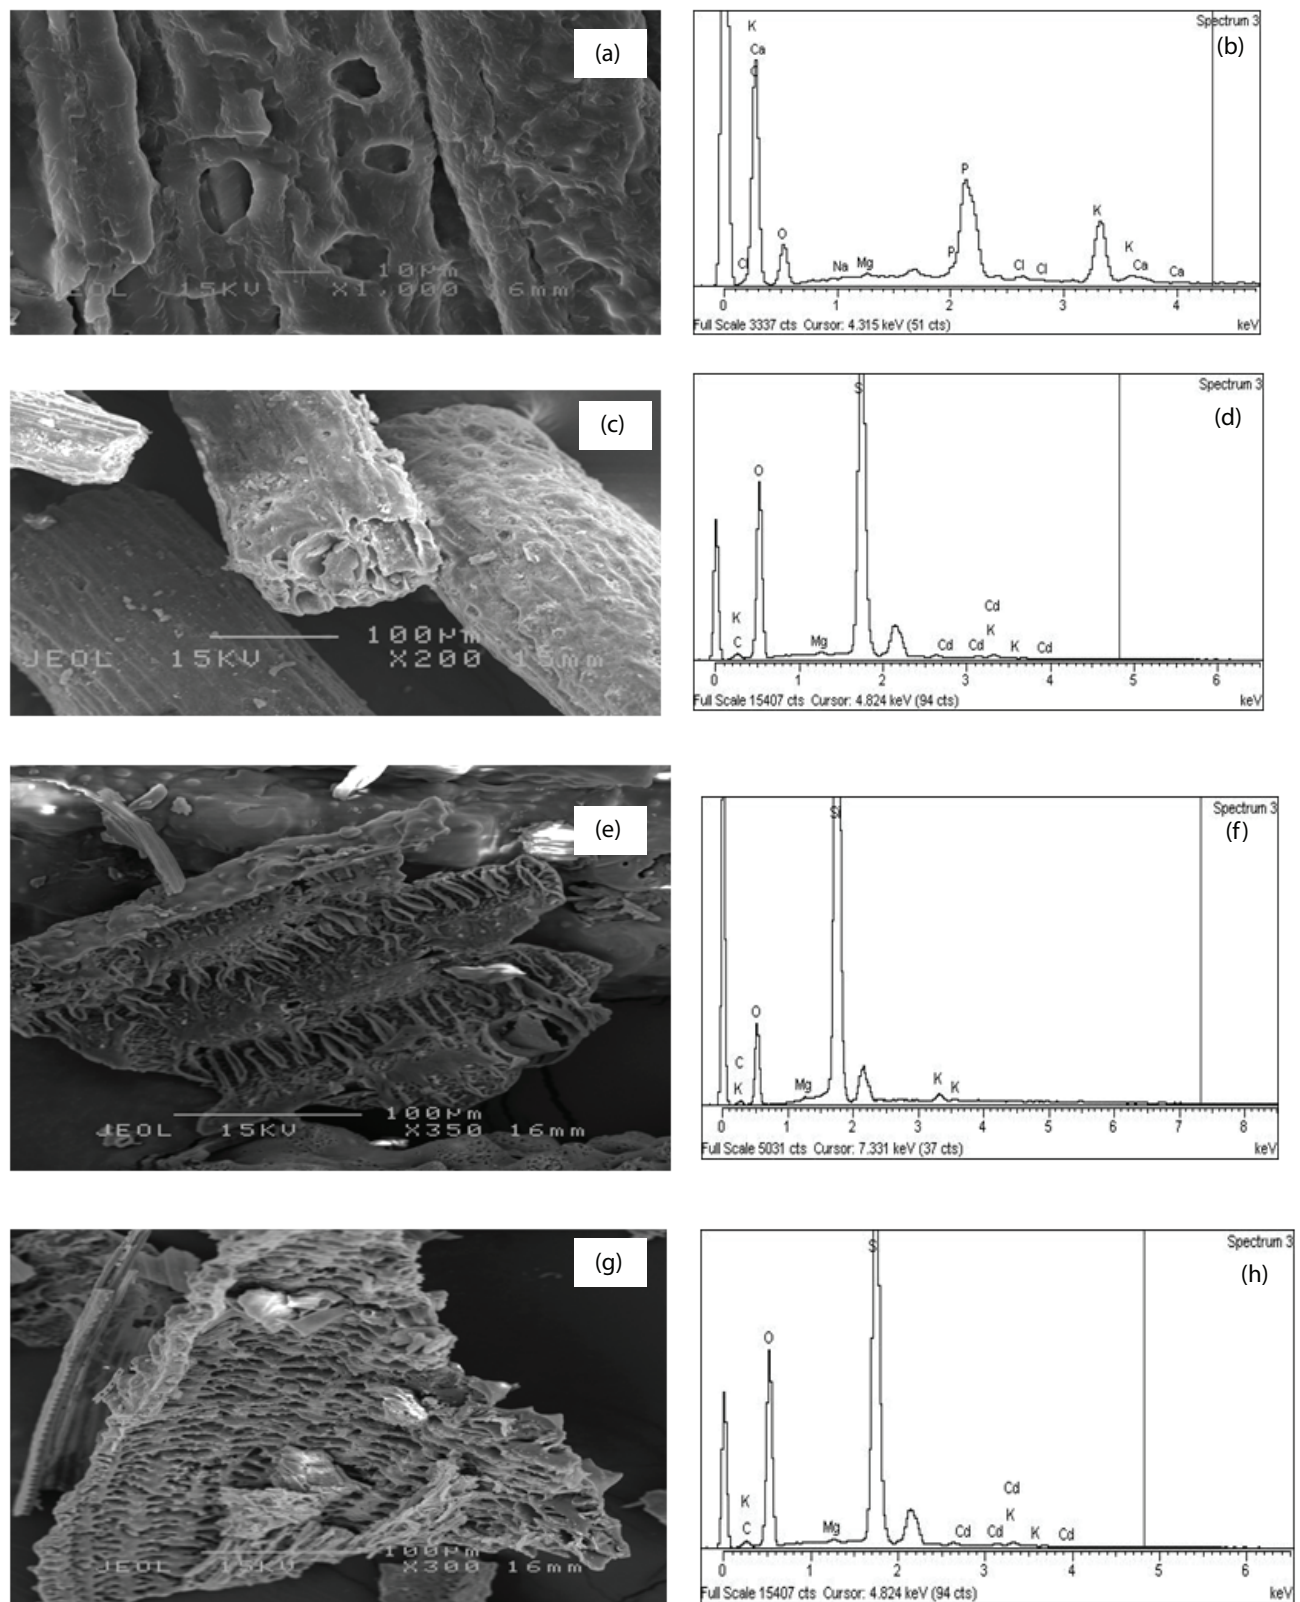 (a)
10µm
JEOL 15KV X1,000 16mm
Spectrum 3
(b)
K
Ca
C
Cl
O
Na
Mg
P
P
Cl
Cl
K
K
Ca
Ca
0 1 2 3 4
Full Scale 3337 cts Cursor: 4.315 keV (51 cts) keV
(c)
100µm
JEOL 15KV X200 15mm
Spectrum 3
(d)
S
O
K
C
Mg
Cd
Cd
Cd
K
K
Cd
0 1 2 3 4 5 6
Full Scale 15407 cts Cursor: 4.824 keV (94 cts) keV
(e)
100µm
JEOL 15KV X350 16mm
Spectrum 3
(f)
Si
O
C
K
Mg
K
K
0 1 2 3 4 5 6 7 8
Full Scale 5031 cts Cursor: 7.331 keV (37 cts) keV
(g)
100µm
JEOL 15KV X300 16mm
Spectrum 3
(h)
S
O
K
C
Mg
Cd
Cd
Cd
K
K
Cd
0 1 2 3 4 5 6
Full Scale 15407 cts Cursor: 4.824 keV (94 cts) keV